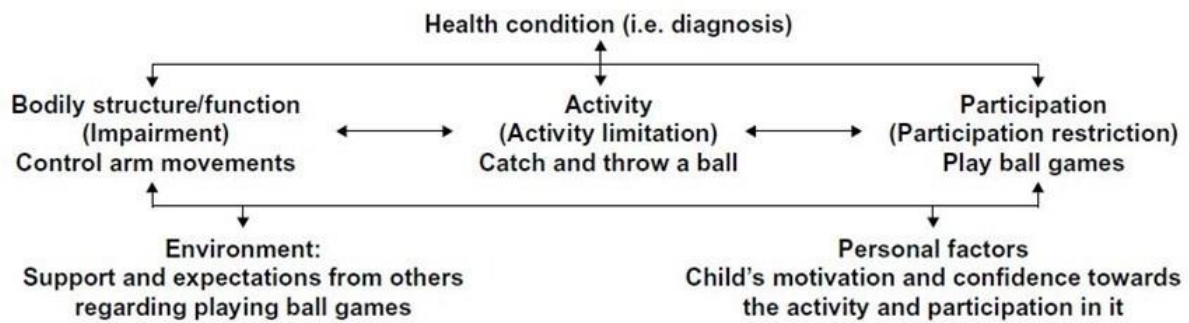 Health condition (i.e. diagnosis)
Bodily structure/function
(Impairment)
Control arm movements
Activity
(Activity limitation)
Catch and throw a ball
Participation
(Participation restriction)
Play ball games
Environment:
Support and expectations from others
regarding playing ball games
Personal factors
Child's motivation and confidence towards
the activity and participation in it